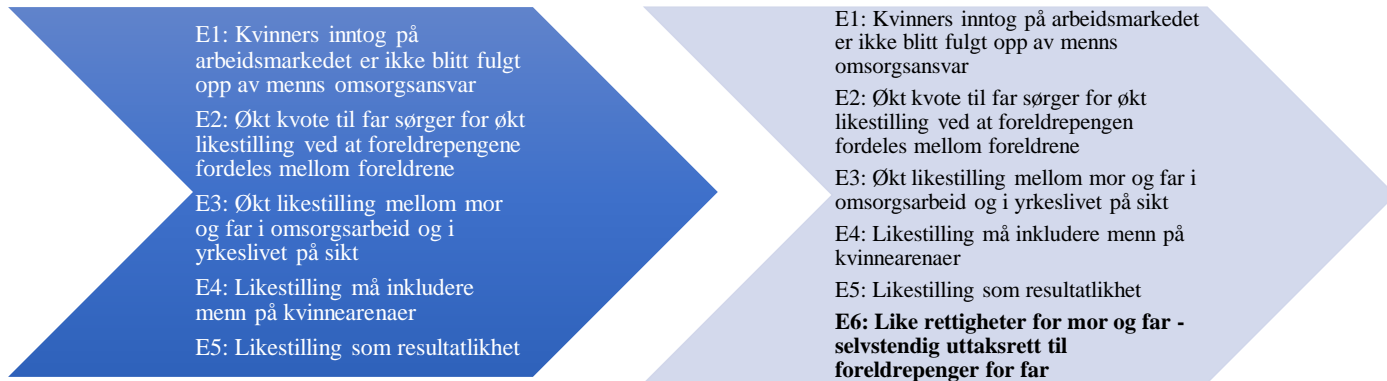 E1: Kvinners inntog på
arbeidsmarkedet er ikke blitt fulgt
opp av menns omsorgsansvar
E2: Økt kvote til far sørger for økt
likestilling ved at foreldrepengene
fordeles mellom foreldrene
E3: Økt likestilling mellom mor
og far i omsorgsarbeid og i
yrkeslivet på sikt
E4: Likestilling må inkludere
menn på kvinnearenaer
E5: Likestilling som resultatlikhet
E1: Kvinners inntog på arbeidsmarkedet
er ikke blitt fulgt opp av menns
omsorgsansvar
E2: Økt kvote til far sørger for økt
likestilling ved at foreldrepengen
fordeles mellom foreldrene
E3: Økt likestilling mellom mor og far i
omsorgsarbeid og i yrkeslivet på sikt
E4: Likestilling må inkludere menn på
kvinnearenaer
E5: Likestilling som resultatlikhet
E6: Like rettigheter for mor og far -
selvstendig uttaksrett til
foreldrepenger for far